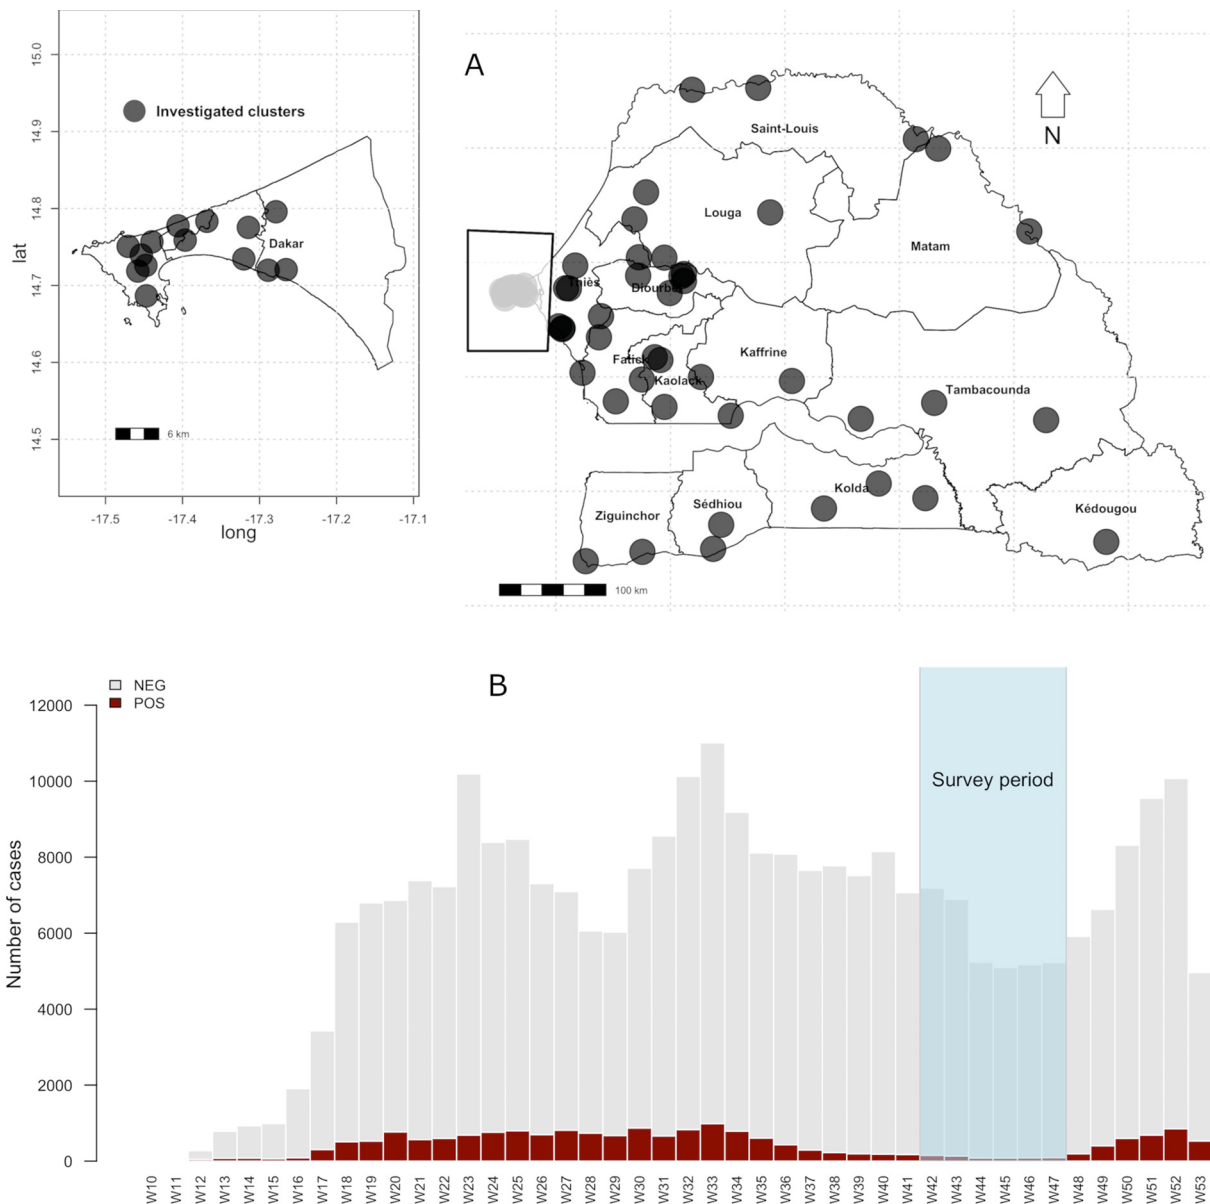 A
Investigated clusters
N
15.0
14.9
14.8
14.7
14.6
14.5
lat
Dakar
6 km
-17.5
-17.4
-17.3
-17.2
-17.1
long
Saint-Louis
Louga
Matam
Thiès
Diourbel
Kaffrine
Fatick
Kaolack
Tambacounda
Kolda
Sédhiou
Ziguinchor
Kédougou
100 km
B
NEG
POS
Survey period
Number of cases
12000
10000
8000
6000
4000
2000
0
W10
W11
W12
W13
W14
W15
W16
W17
W18
W19
W20
W21
W22
W23
W24
W25
W26
W27
W28
W29
W30
W31
W32
W33
W34
W35
W36
W37
W38
W39
W40
W41
W42
W43
W44
W45
W46
W47
W48
W49
W50
W51
W52
W53